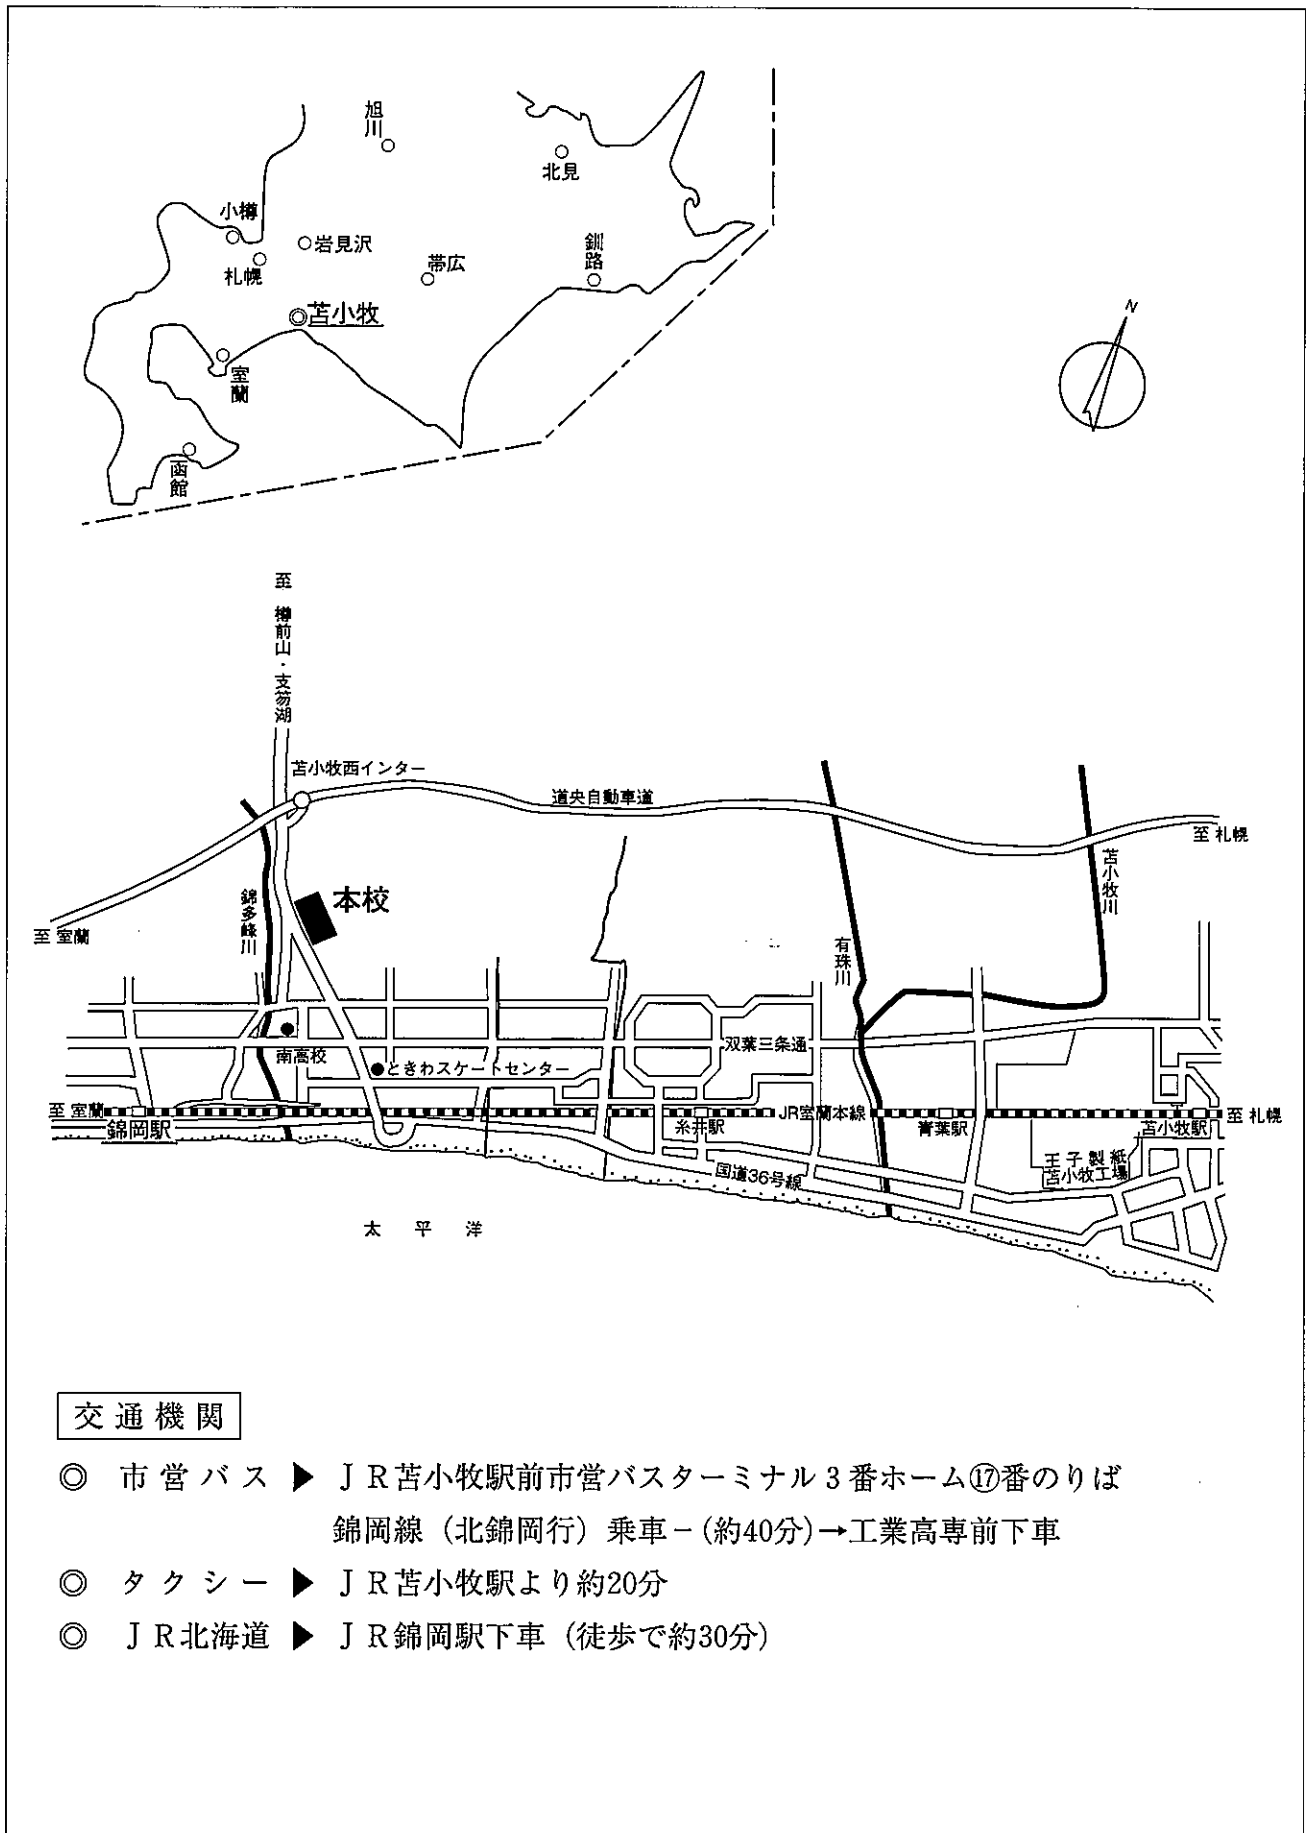 旭川
北見
小樽
岩見沢
釧路
帯広
札幌
苫小牧
室蘭
函館
N
至 樽前山・支笏湖
苫小牧西インター
道央自動車道
至 札幌
苫小牧川
本校
錦多峰川
至 室蘭
有珠川
双葉三条通
南高校
ときわスケートセンター
至 室蘭
JR室蘭本線
至 札幌
錦岡駅
糸井駅
青葉駅
苫小牧駅
王子製紙
苫小牧工場
国道36号線
太平洋
交通機関
◎ 市営バス ▶ JR苫小牧駅前市営バスターミナル3番ホーム⑰番のりば
錦岡線（北錦岡行）乗車−(約40分)→工業高専前下車
◎ タクシー ▶ JR苫小牧駅より約20分
◎ JR北海道 ▶ JR錦岡駅下車（徒歩で約30分）